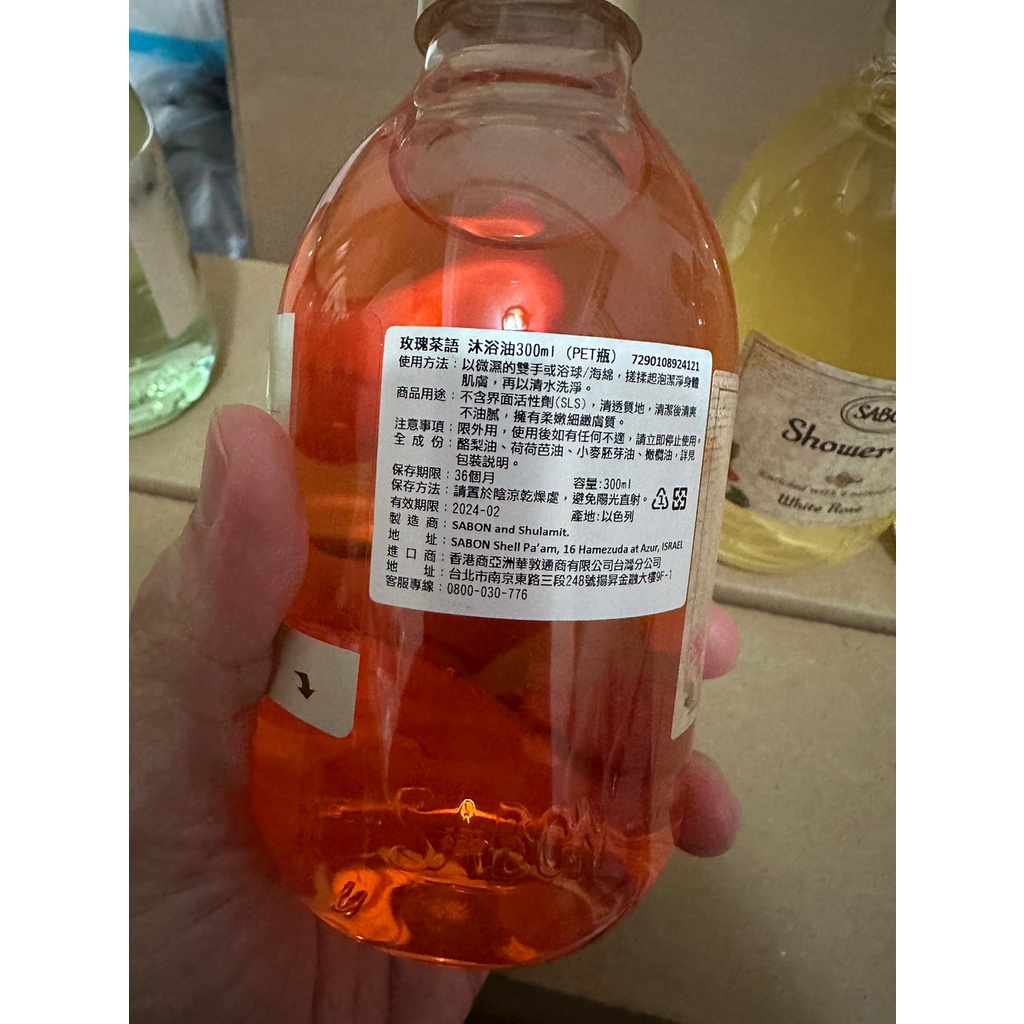 玫瑰茶語 沐浴油300ml (PET瓶) 7290108924121
使用方法：以微濕的雙手或浴球/海綿，搓揉起泡潔淨身體
肌膚，再以清水洗淨。
商品用途：不含界面活性劑(SLS)，清透質地，清潔後清爽
不油膩，擁有柔嫩細緻膚質。
注意事項：限外用，使用後如有任何不適，請立即停止使用。
全成份：酪梨油、荷荷芭油、小麥胚芽油、橄欖油，詳見
包裝説明。
保存期限：36個月 容量:300ml
保存方法：請置於陰涼乾燥處，避免陽光直射。
有效期限：2024-02 產地:以色列
製造商：SABON and Shulamit.
地址：SABON Shell Pa'am, 16 Hamezuda at Azur, ISRAEL
進口商：香港商亞洲華敦通商有限公司台灣分公司
地址：台北市南京東路三段248號揚昇金融大樓9F-1
客服專線：0800-030-776
SABON
SABO
Shower
White Rose